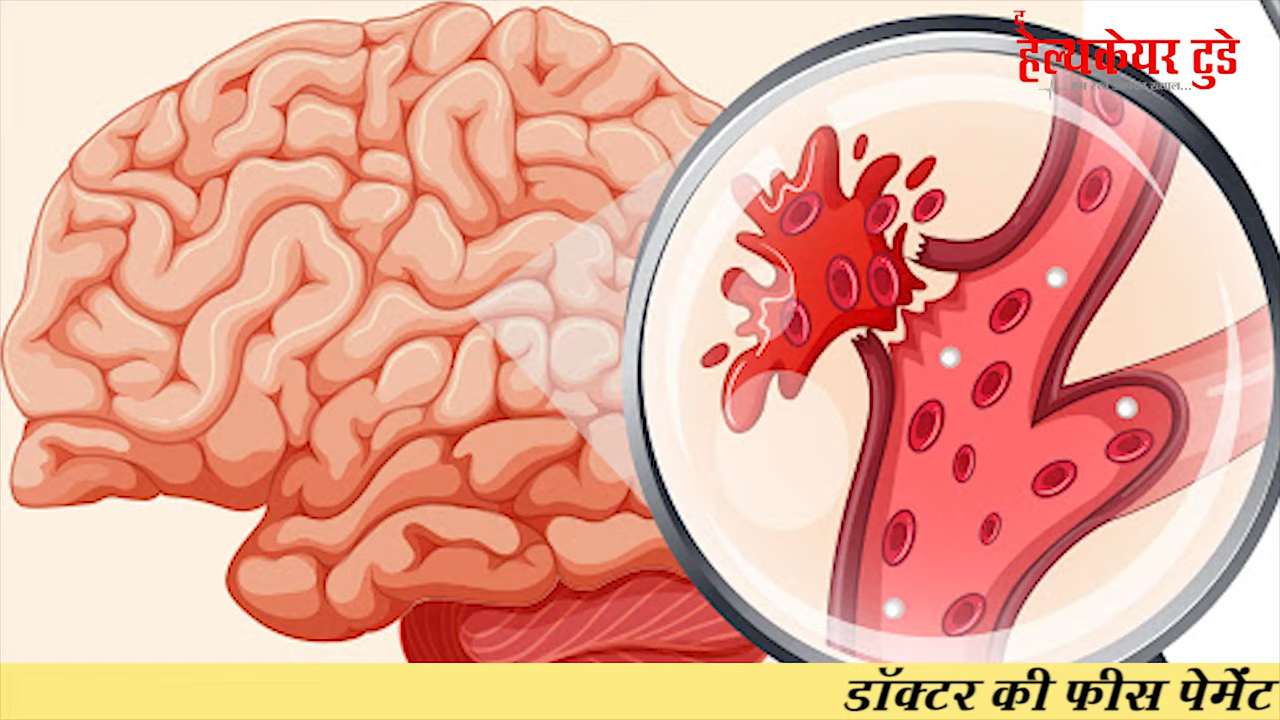 द
हेल्थकेयर टुडे
डॉक्टर की फीस पेमेंट